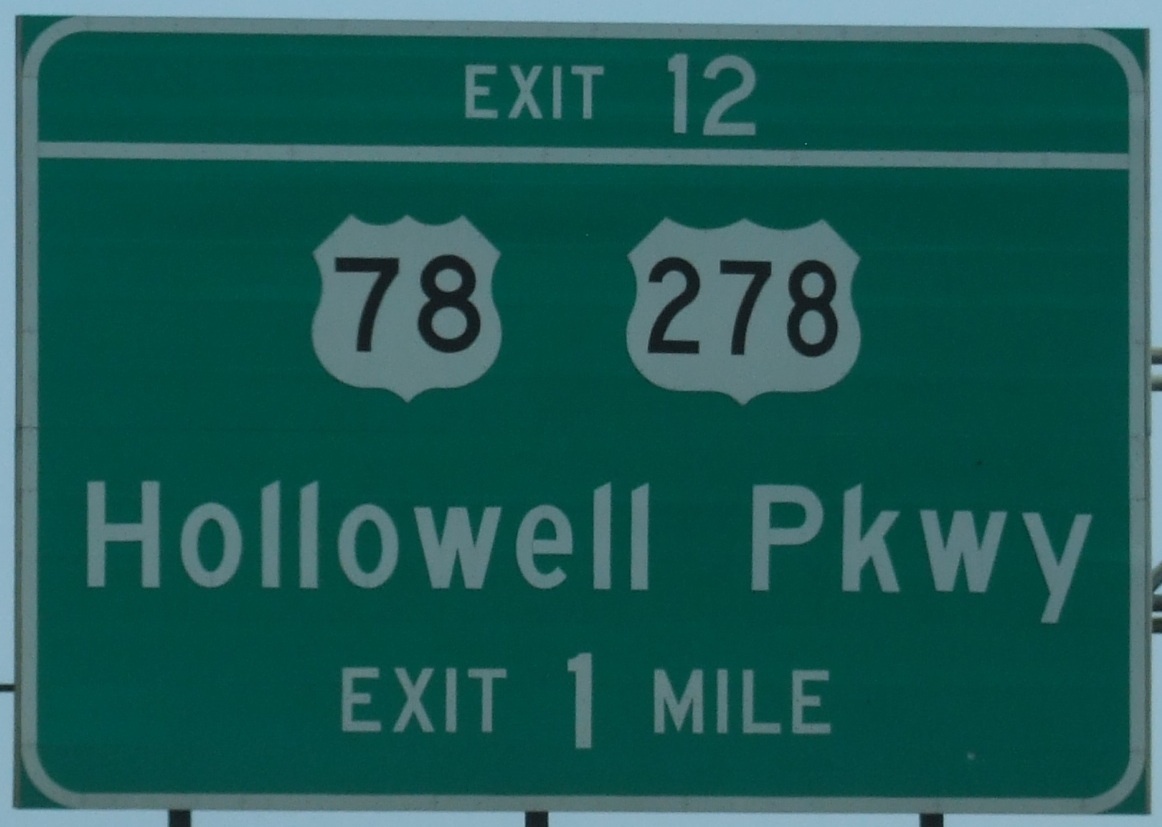 EXIT 12
78 278
Hollowell Pkwy
EXIT 1 MILE